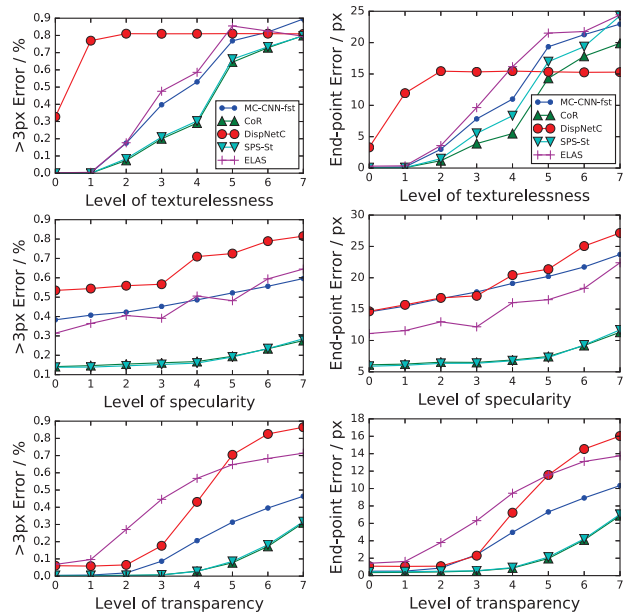 >3px Error / %
0.9
0.8
0.7
0.6
0.5
0.4
0.3
0.2
0.1
0.0
0 1 2 3 4 5 6 7
Level of texturelessness
MC-CNN-fst
CoR
DispNetC
SPS-St
ELAS
End-point Error / px
25
20
15
10
5
0
0 1 2 3 4 5 6 7
Level of texturelessness
MC-CNN-fst
CoR
DispNetC
SPS-St
ELAS
>3px Error / %
0.9
0.8
0.7
0.6
0.5
0.4
0.3
0.2
0.1
0 1 2 3 4 5 6 7
Level of specularity
End-point Error / px
30
25
20
15
10
5
0 1 2 3 4 5 6 7
Level of specularity
>3px Error / %
0.9
0.8
0.7
0.6
0.5
0.4
0.3
0.2
0.1
0.0
0 1 2 3 4 5 6 7
Level of transparency
End-point Error / px
18
16
14
12
10
8
6
4
2
0
0 1 2 3 4 5 6 7
Level of transparency